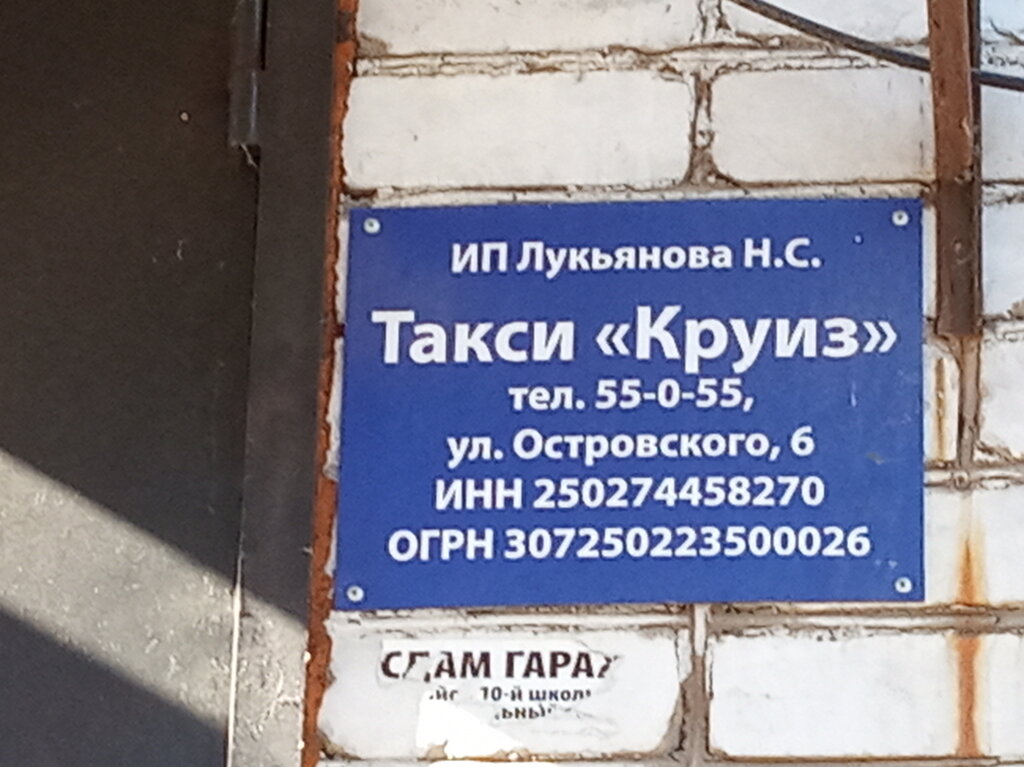 ИП Лукьянова Н.С.
Такси «Круиз»
тел. 55-0-55,
ул. Островского, 6
ИНН 250274458270
ОГРН 307250223500026
СДАМ ГАРАЖ
10-й школы